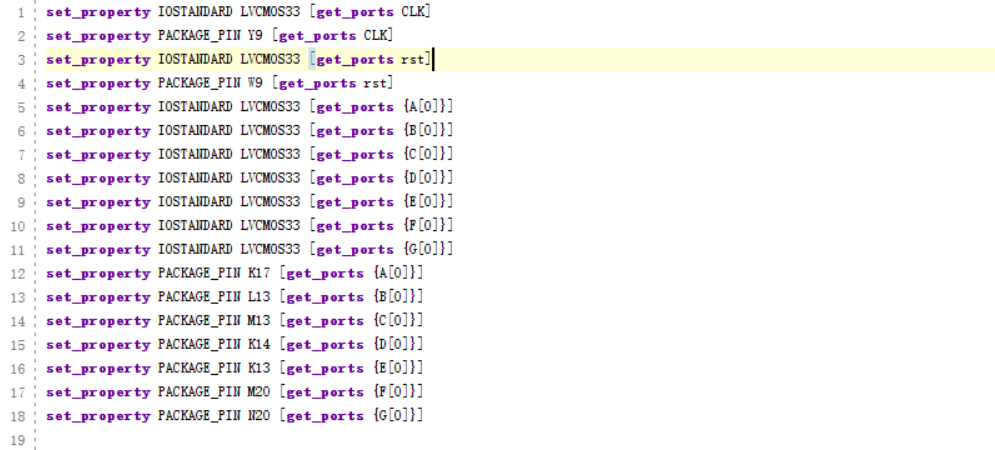 1 set_property IOSTANDARD LVCMOS33 [get_ports CLK]
2 set_property PACKAGE_PIN Y9 [get_ports CLK]
3 set_property IOSTANDARD LVCMOS33 [get_ports rst]
4 set_property PACKAGE_PIN W9 [get_ports rst]
5 set_property IOSTANDARD LVCMOS33 [get_ports {A[0]}]
6 set_property IOSTANDARD LVCMOS33 [get_ports {B[0]}]
7 set_property IOSTANDARD LVCMOS33 [get_ports {C[0]}]
8 set_property IOSTANDARD LVCMOS33 [get_ports {D[0]}]
9 set_property IOSTANDARD LVCMOS33 [get_ports {E[0]}]
10 set_property IOSTANDARD LVCMOS33 [get_ports {F[0]}]
11 set_property IOSTANDARD LVCMOS33 [get_ports {G[0]}]
12 set_property PACKAGE_PIN K17 [get_ports {A[0]}]
13 set_property PACKAGE_PIN L13 [get_ports {B[0]}]
14 set_property PACKAGE_PIN M13 [get_ports {C[0]}]
15 set_property PACKAGE_PIN K14 [get_ports {D[0]}]
16 set_property PACKAGE_PIN K13 [get_ports {E[0]}]
17 set_property PACKAGE_PIN M20 [get_ports {F[0]}]
18 set_property PACKAGE_PIN N20 [get_ports {G[0]}]
19